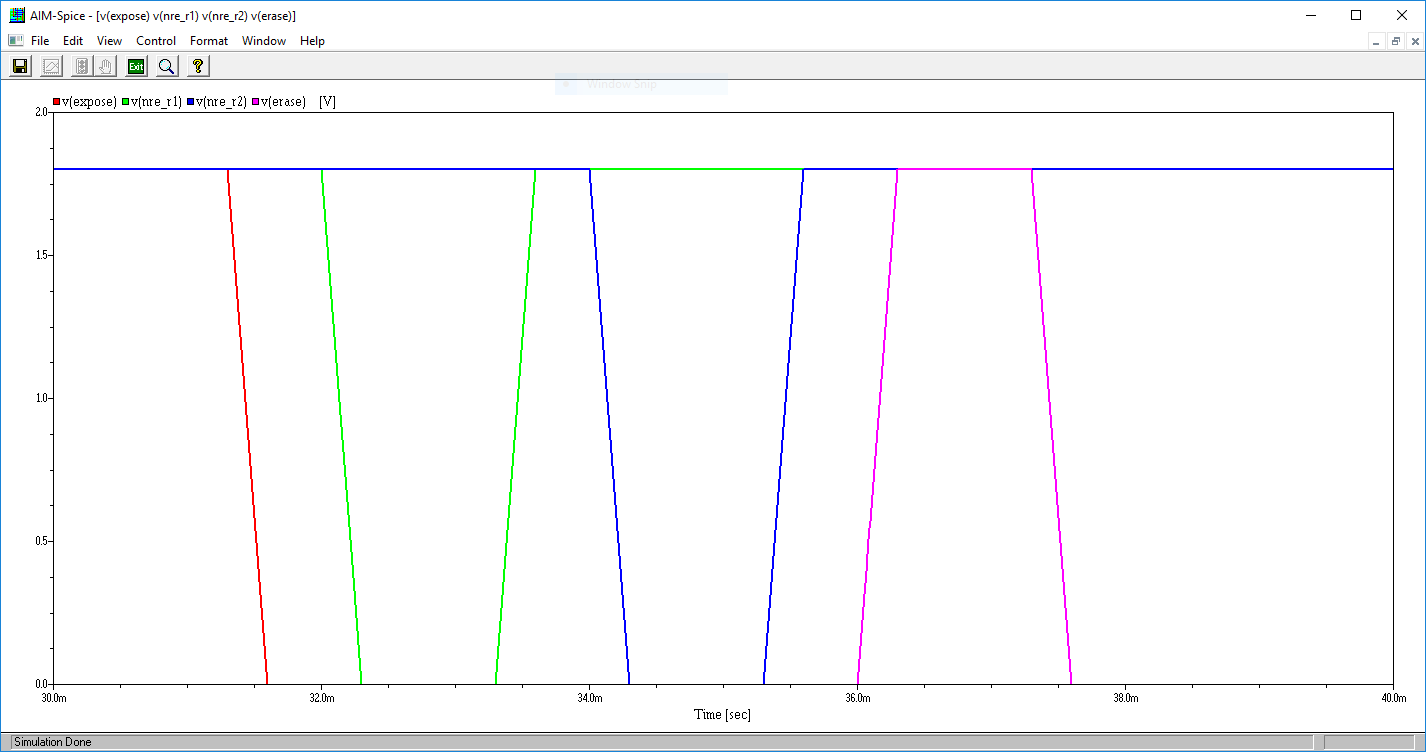 AIM-Spice - [v(expose) v(nre_r1) v(nre_r2) v(erase)]
File Edit View Control Format Window Help
Exit ?
Window Snip
v(expose) v(nre_r1) v(nre_r2) v(erase) [V]
2.0
1.5
1.0
0.5
0.0
30.0m 32.0m 34.0m 36.0m 38.0m 40.0m
Time [sec]
Simulation Done